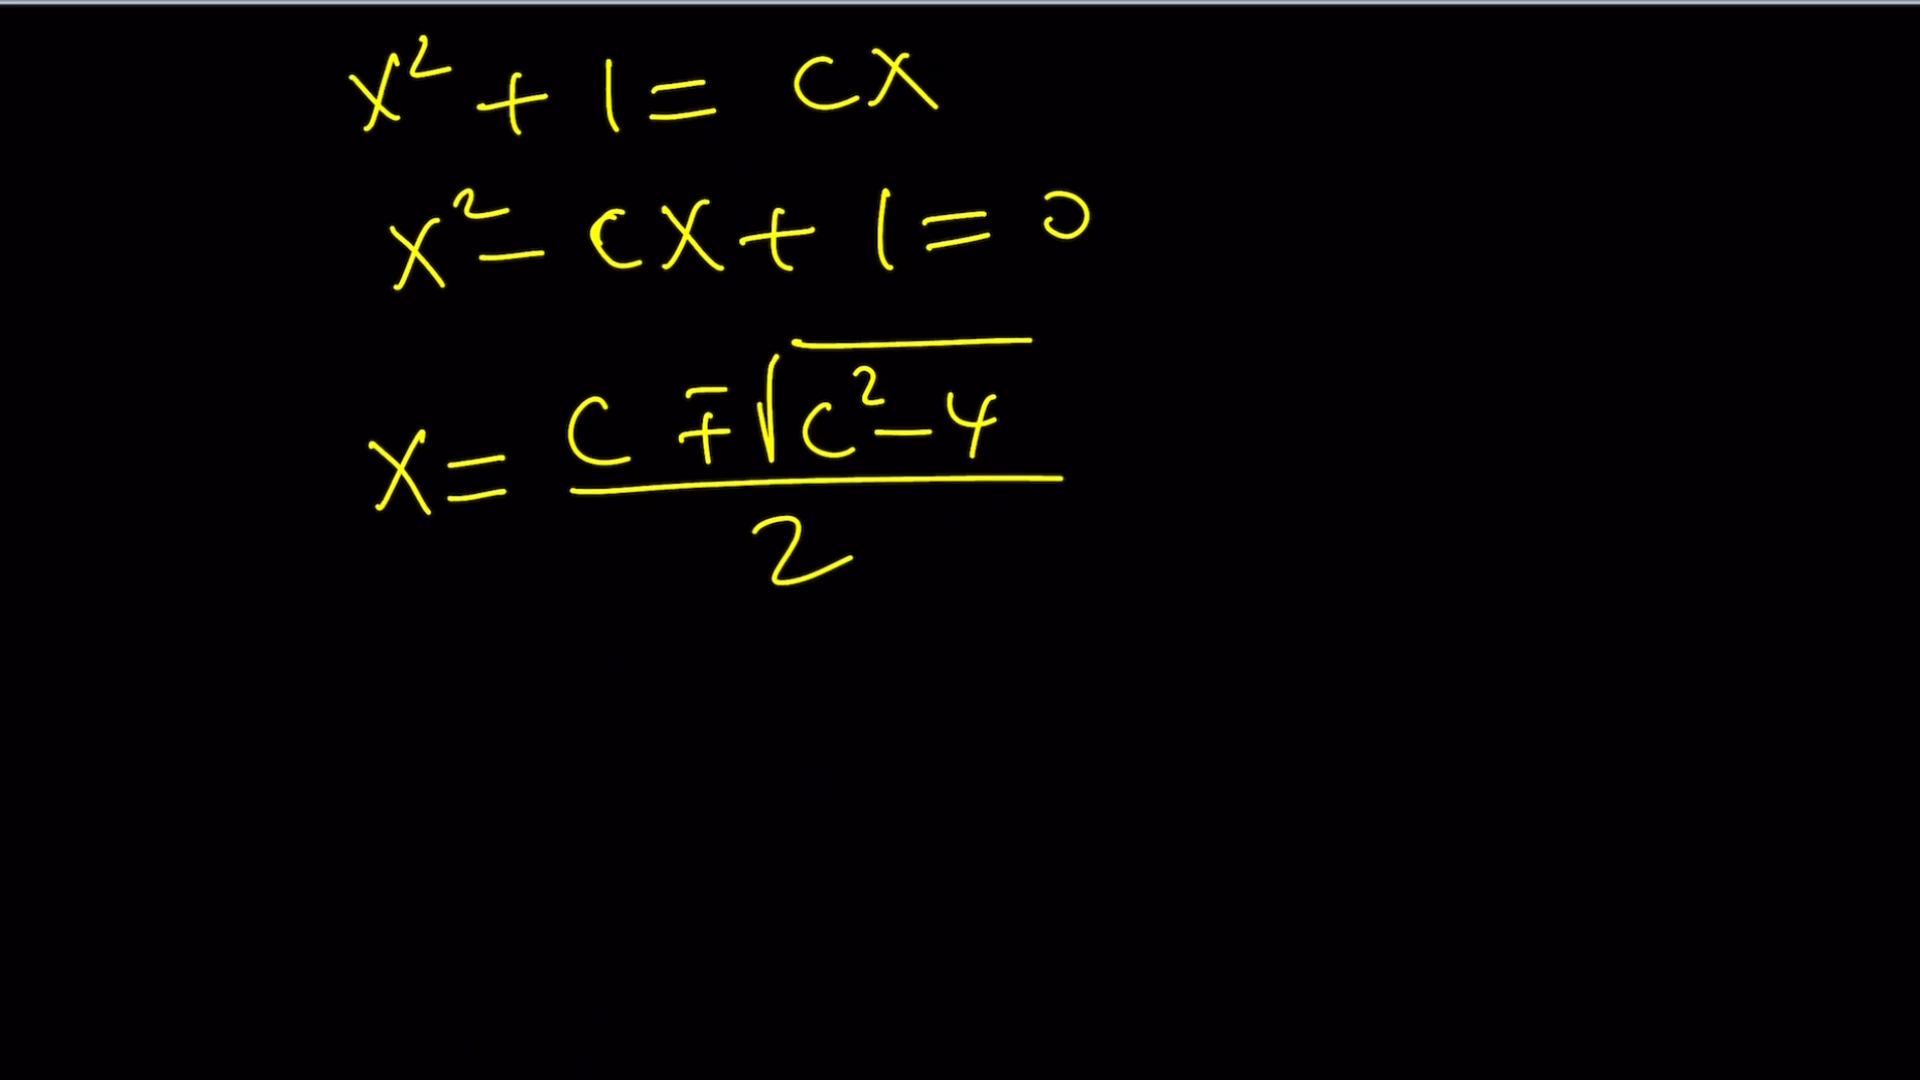 x² + 1 = cx
x² - cx + 1 = 0
x = (c ∓ √(c² - 4)) / 2